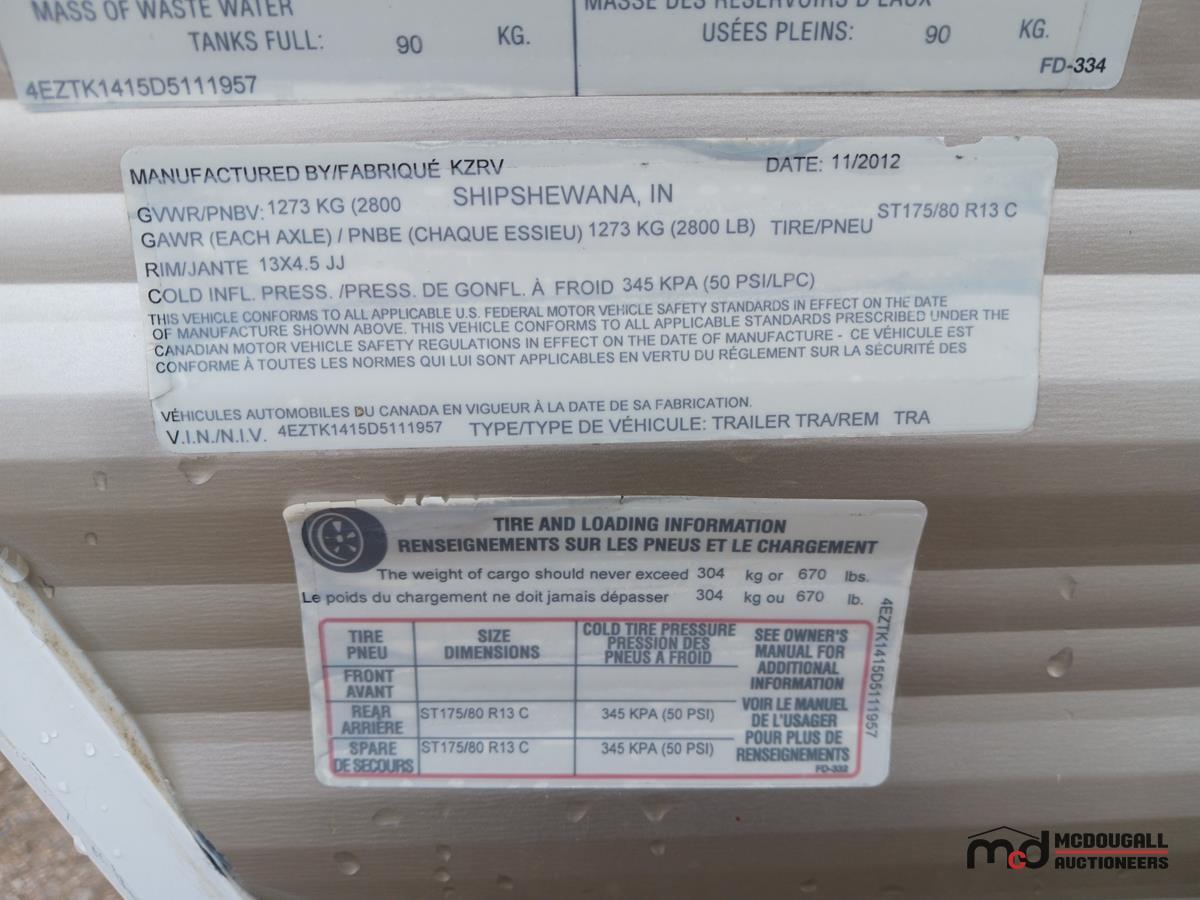 MASS OF WASTE WATER
TANKS FULL: 90 KG.
4EZTK1415D5111957
MASSE DES RÉSERVOIRS D'EAUX
USÉES PLEINS: 90 KG.
FD-334
MANUFACTURED BY/FABRIQUÉ KZRV DATE: 11/2012
SHIPSHEWANA, IN
GVWR/PNBV: 1273 KG (2800
GAWR (EACH AXLE) / PNBE (CHAQUE ESSIEU) 1273 KG (2800 LB) TIRE/PNEU ST175/80 R13 C
RIM/JANTE 13X4.5 JJ
COLD INFL. PRESS. /PRESS. DE GONFL. À FROID 345 KPA (50 PSI/LPC)
THIS VEHICLE CONFORMS TO ALL APPLICABLE U.S. FEDERAL MOTOR VEHICLE SAFETY STANDARDS IN EFFECT ON THE DATE
OF MANUFACTURE SHOWN ABOVE. THIS VEHICLE CONFORMS TO ALL APPLICABLE STANDARDS PRESCRIBED UNDER THE
CANADIAN MOTOR VEHICLE SAFETY REGULATIONS IN EFFECT ON THE DATE OF MANUFACTURE - CE VÉHICULE EST
CONFORME À TOUTES LES NORMES QUI LUI SONT APPLICABLES EN VERTU DU RÉGLEMENT SUR LA SÉCURITÉ DES
VÉHICULES AUTOMOBILES DU CANADA EN VIGUEUR À LA DATE DE SA FABRICATION.
V.I.N./N.I.V. 4EZTK1415D5111957 TYPE/TYPE DE VÉHICULE: TRAILER TRA/REM TRA
TIRE AND LOADING INFORMATION
RENSEIGNEMENTS SUR LES PNEUS ET LE CHARGEMENT
The weight of cargo should never exceed 304 kg or 670 lbs.
Le poids du chargement ne doit jamais dépasser 304 kg ou 670 lb.
TIRE
PNEU
SIZE
DIMENSIONS
COLD TIRE PRESSURE
PRESSION DES
PNEUS A FROID
FRONT
AVANT
REAR
ARRIÈRE
ST175/80 R13 C 345 KPA (50 PSI)
SPARE
DE SECOURS
ST175/80 R13 C 345 KPA (50 PSI)
SEE OWNER'S
MANUAL FOR
ADDITIONAL
INFORMATION
VOIR LE MANUEL
DE L'USAGER
POUR PLUS DE
RENSEIGNEMENTS
FD-332
4EZTK1415D5111957
mcd MCDOUGALL
AUCTIONEERS